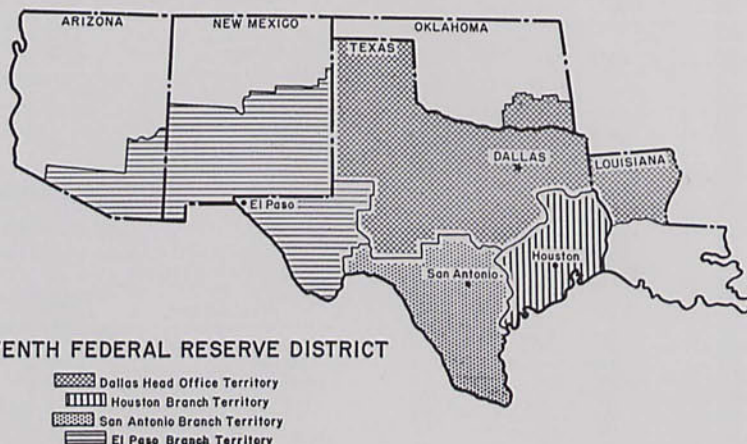 ARIZONA
NEW MEXICO
OKLAHOMA
TEXAS
DALLAS
LOUISIANA
El Paso
Houston
San Antonio
TENTH FEDERAL RESERVE DISTRICT
Dallas Head Office Territory
Houston Branch Territory
San Antonio Branch Territory
El Paso Branch Territory